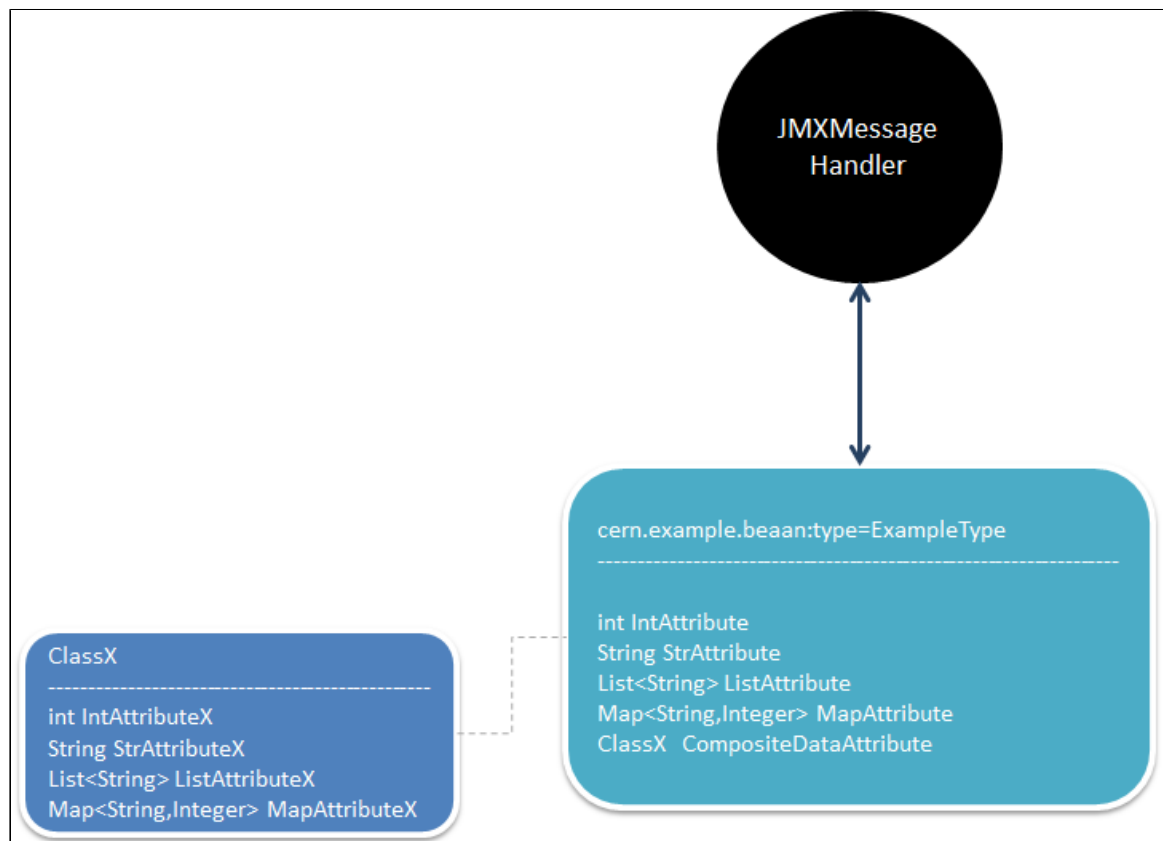 JMXMessage
Handler
cern.example.beaan:type=ExampleType
int IntAttribute
String StrAttribute
List<String> ListAttribute
Map<String,Integer> MapAttribute
ClassX CompositeDataAttribute
ClassX
int IntAttributeX
String StrAttributeX
List<String> ListAttributeX
Map<String,Integer> MapAttributeX